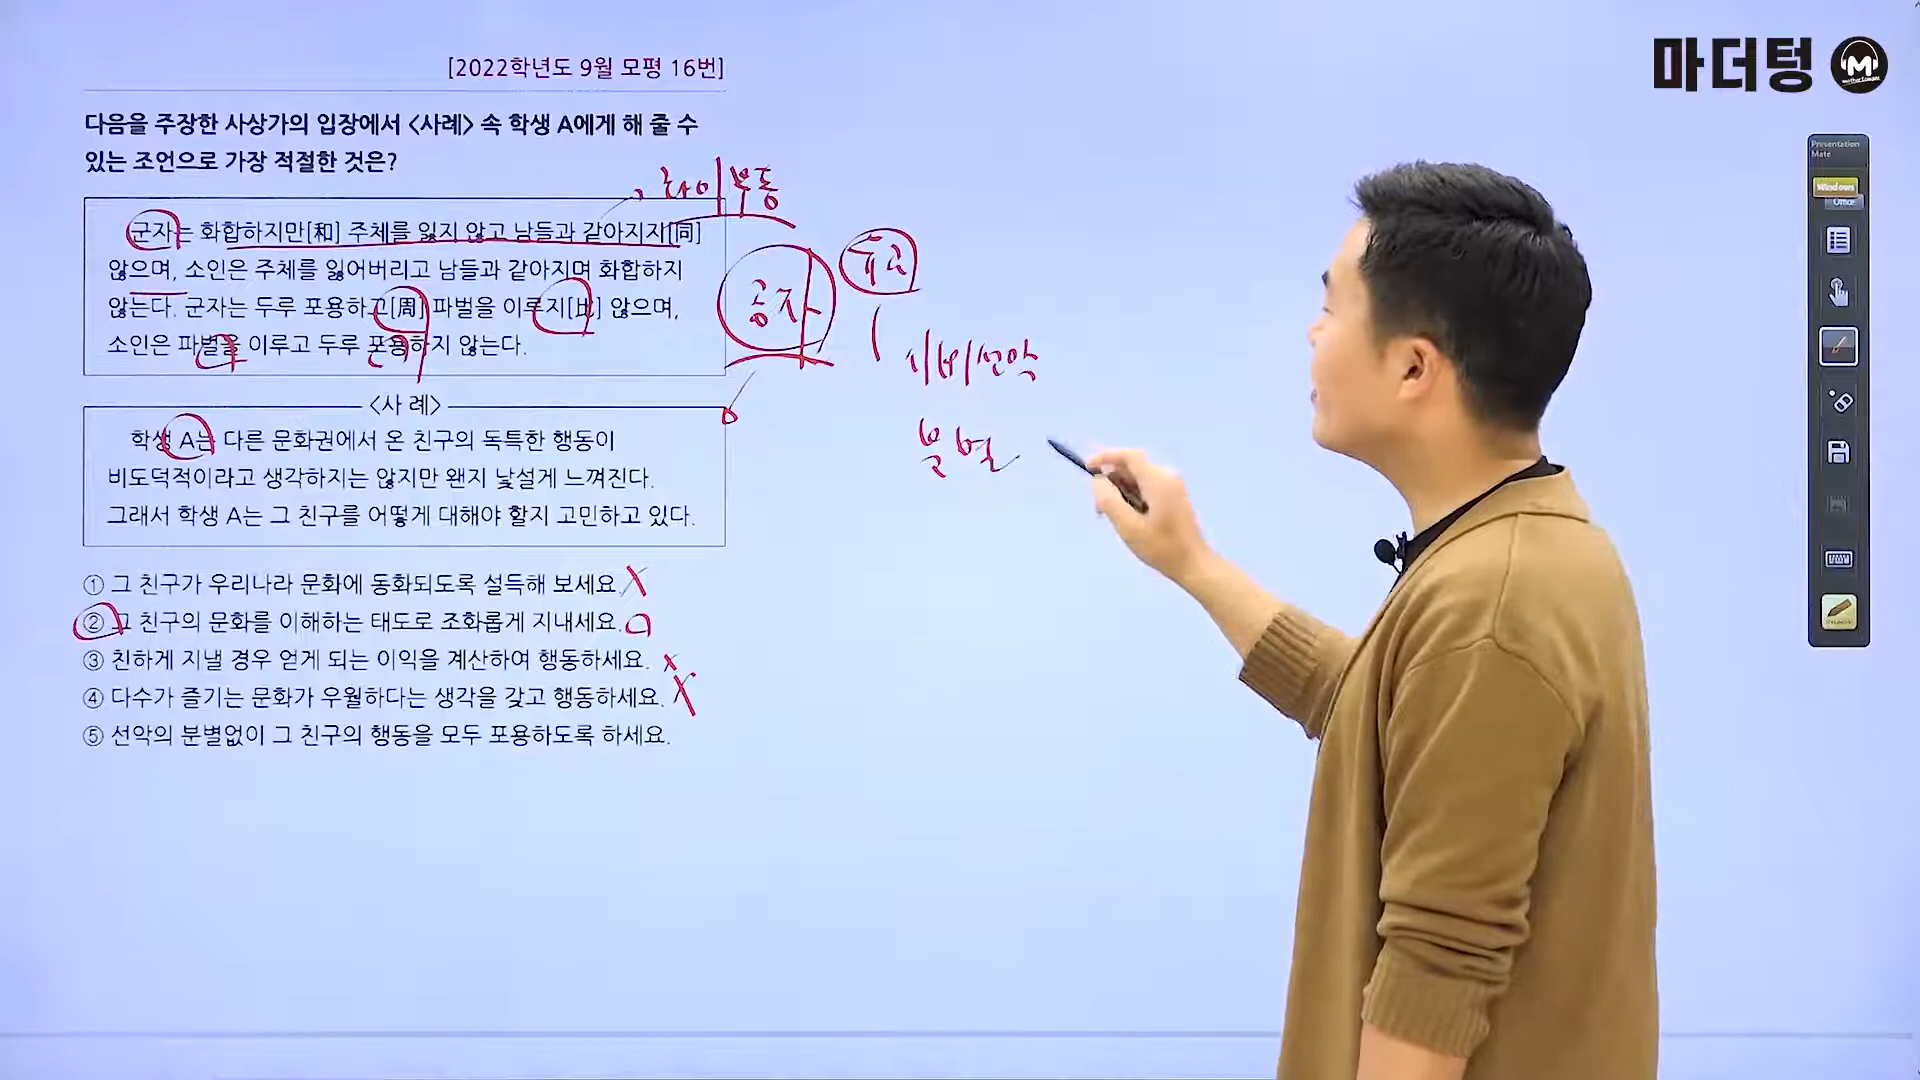 마더텅
M
[2022학년도 9월 모평 16번]
다음을 주장한 사상가의 입장에서 <사례> 속 학생 A에게 해 줄 수
있는 조언으로 가장 적절한 것은?
화이부동
군자는 화합하지만[和] 주체를 잃지 않고 남들과 같아지지[同]
않으며, 소인은 주체를 잃어버리고 남들과 같아지며 화합하지
않는다. 군자는 두루 포용하고[周] 파벌을 이루지[比] 않으며,
소인은 파벌을 이루고 두루 포용하지 않는다.
공자
유교
시비선악
분별
<사 례>
학생 A는 다른 문화권에서 온 친구의 독특한 행동이
비도덕적이라고 생각하지는 않지만 왠지 낯설게 느껴진다.
그래서 학생 A는 그 친구를 어떻게 대해야 할지 고민하고 있다.
① 그 친구가 우리나라 문화에 동화되도록 설득해 보세요.
② 그 친구의 문화를 이해하는 태도로 조화롭게 지내세요.
③ 친하게 지낼 경우 얻게 되는 이익을 계산하여 행동하세요.
④ 다수가 즐기는 문화가 우월하다는 생각을 갖고 행동하세요.
⑤ 선악의 분별없이 그 친구의 행동을 모두 포용하도록 하세요.
Presentation
Mate
Windows
Office